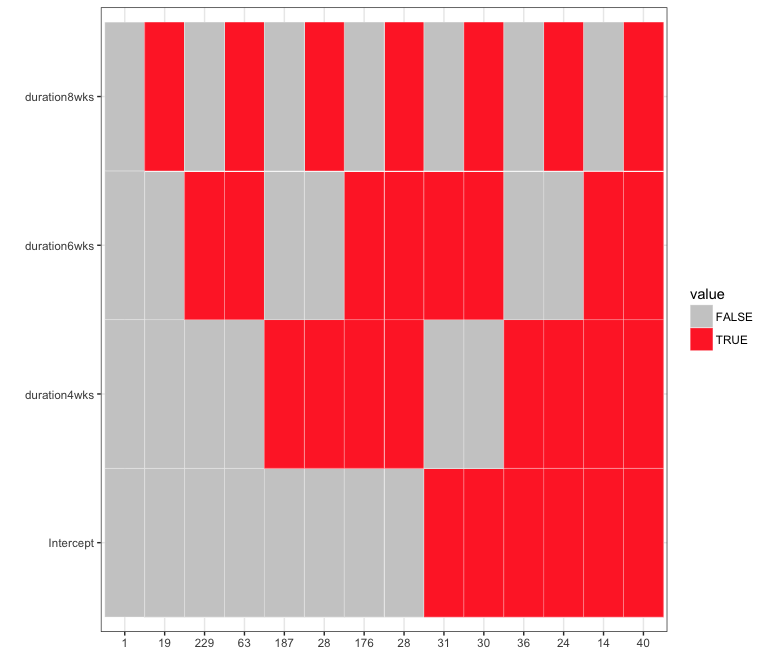 duration8wks
duration6wks
duration4wks
Intercept
1 19 229 63 187 28 176 28 31 30 36 24 14 40
value
FALSE
TRUE